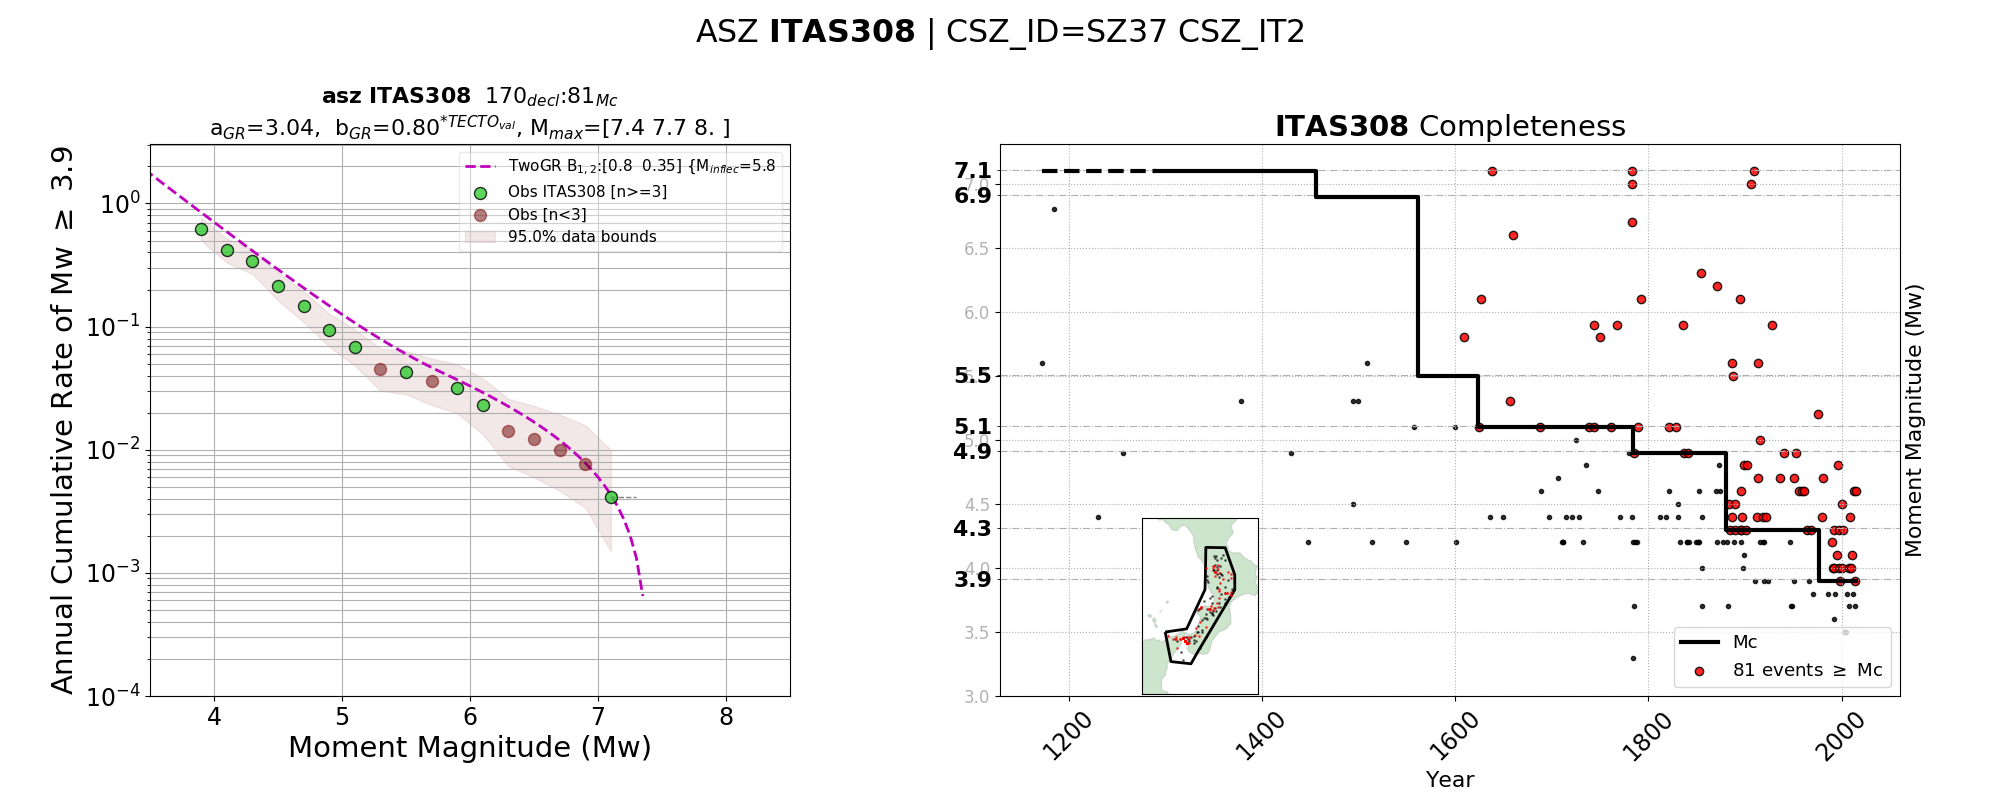 ASZ ITAS308 | CSZ_ID=SZ37 CSZ_IT2
asz ITAS308 170decl:81Mc
aGR=3.04, bGR=0.80*TECTOval, Mmax=[7.4 7.7 8. ]
TwoGR B1,2:[0.8 0.35] {Minflec=5.8
Obs ITAS308 [n>=3]
Obs [n<3]
95.0% data bounds
Annual Cumulative Rate of Mw ≥ 3.9
10^0
10^-1
10^-2
10^-3
10^-4
4 5 6 7 8
Moment Magnitude (Mw)
ITAS308 Completeness
7.1
7.0
6.9
6.5
6.0
5.5
5.1
5.0
4.9
4.5
4.3
4.0
3.9
3.5
3.0
Mc
81 events ≥ Mc
Moment Magnitude (Mw)
1200 1400 1600 1800 2000
Year